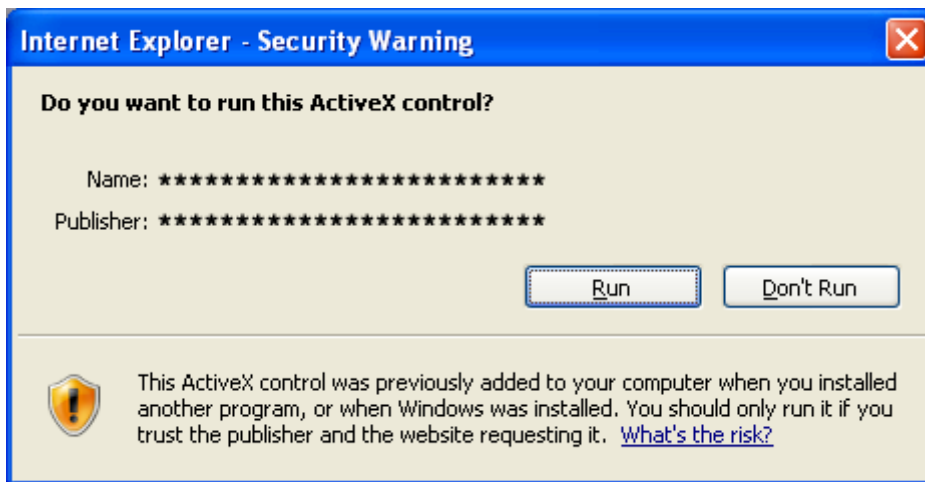 Internet Explorer - Security Warning
Do you want to run this ActiveX control?
Name: *************************
Publisher: *************************
Run
Don't Run
This ActiveX control was previously added to your computer when you installed
another program, or when Windows was installed. You should only run it if you
trust the publisher and the website requesting it. What's the risk?